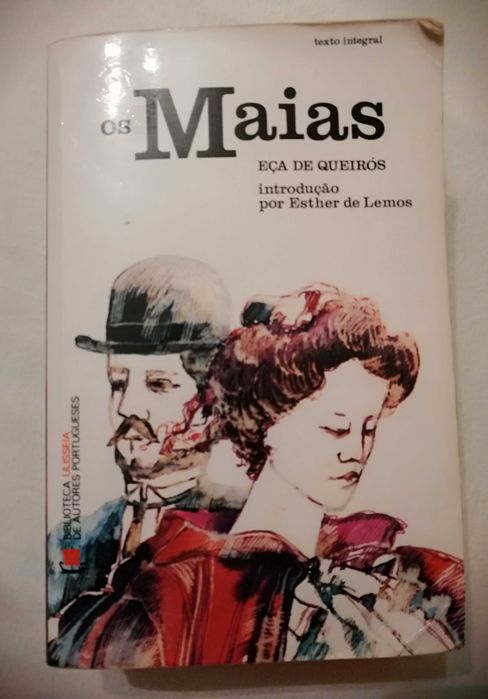 texto integral
os Maias
EÇA DE QUEIRÓS
introdução
por Esther de Lemos
BIBLIOTECA ULISSEIA
DE AUTORES PORTUGUESES